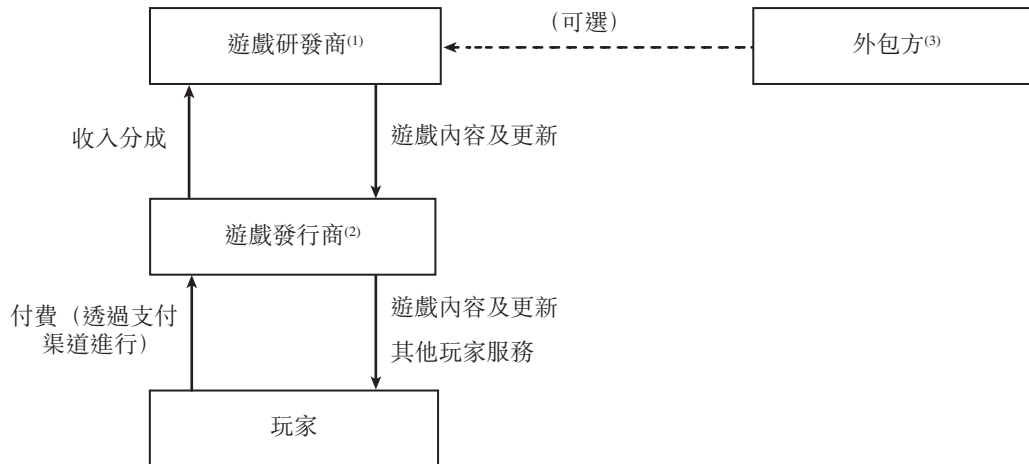 (可選)
遊戲研發商(1)
外包方(3)
收入分成
遊戲內容及更新
遊戲發行商(2)
付費(透過支付
渠道進行)
遊戲內容及更新
其他玩家服務
玩家